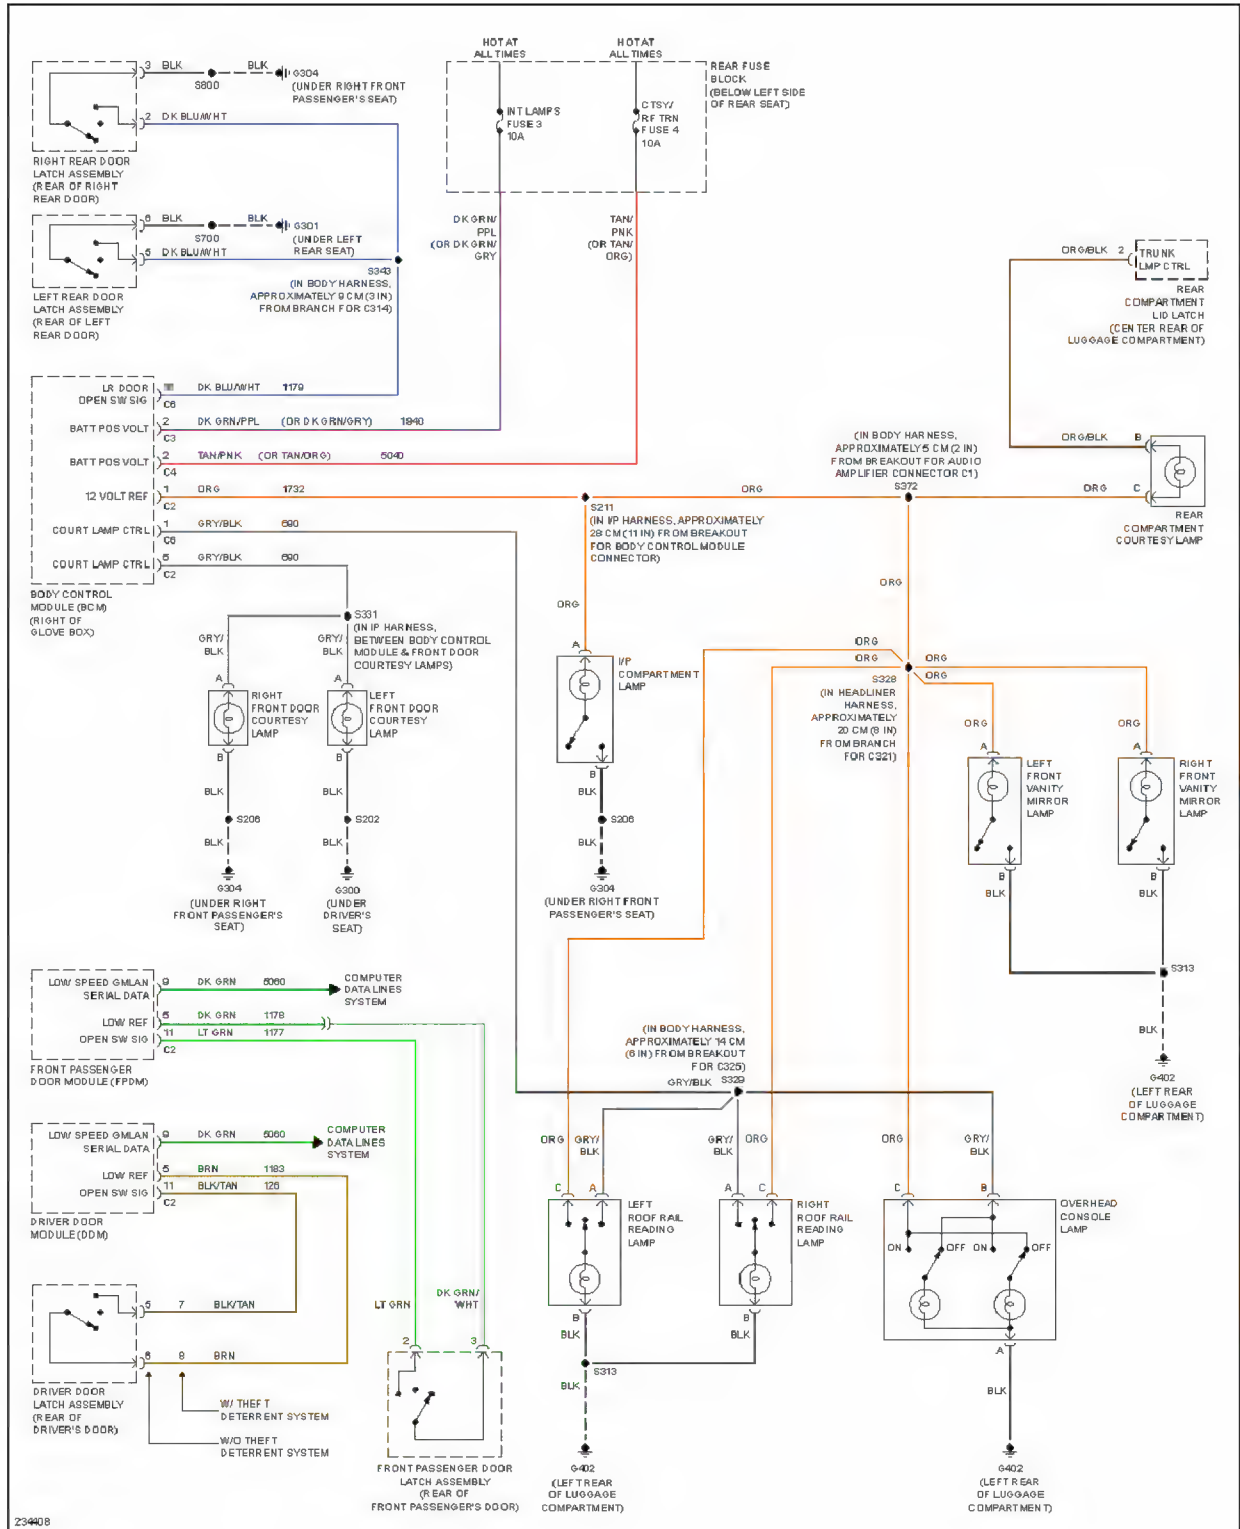 HOT AT
ALL TIMES
HOT AT
ALL TIMES
REAR FUSE
BLOCK
(BELOW LEFT SIDE
OF REAR SEAT)
INT LAMPS
FUSE 3
10A
CTSY/
RF TRN
FUSE 4
10A
3 BLK
S800
BLK
G304
(UNDER RIGHT FRONT
PASSENGER'S SEAT)
2 DK BLU/WHT
RIGHT REAR DOOR
LATCH ASSEMBLY
(REAR OF RIGHT
REAR DOOR)
6 BLK
S700
BLK
G301
(UNDER LEFT
REAR SEAT)
5 DK BLU/WHT
S343
(IN BODY HARNESS,
APPROXIMATELY 9 CM (3 IN)
FROM BRANCH FOR C314)
LEFT REAR DOOR
LATCH ASSEMBLY
(REAR OF LEFT
REAR DOOR)
DK GRN/
PPL
(OR DK GRN/
GRY
TAN/
PNK
(OR TAN/
ORG)
ORG/BLK 2
TRUNK
LMP CTRL
REAR
COMPARTMENT
LID LATCH
(CENTER REAR OF
LUGGAGE COMPARTMENT)
LR DOOR
OPEN SW SIG
DK BLU/WHT 1179
C6
BATT POS VOLT
2 DK GRN/PPL (OR DK GRN/GRY) 1840
C3
BATT POS VOLT
2 TAN/PNK (OR TAN/ORG) 5040
C4
12 VOLT REF
1 ORG 1732
C2
COURT LAMP CTRL
1 GRY/BLK 690
C6
COURT LAMP CTRL
5 GRY/BLK 690
C2
BODY CONTROL
MODULE (BCM)
(RIGHT OF
GLOVE BOX)
S211
(IN I/P HARNESS, APPROXIMATELY
28 CM (11 IN) FROM BREAKOUT
FOR BODY CONTROL MODULE
CONNECTOR)
ORG
(IN BODY HARNESS,
APPROXIMATELY 5 CM (2 IN)
FROM BREAKOUT FOR AUDIO
AMPLIFIER CONNECTOR C1)
S372
ORG/BLK B
ORG C
REAR
COMPARTMENT
COURTESY LAMP
ORG
S331
(IN IP HARNESS,
BETWEEN BODY CONTROL
MODULE & FRONT DOOR
COURTESY LAMPS)
GRY/
BLK
GRY/
BLK
A
RIGHT
FRONT DOOR
COURTESY
LAMP
B
BLK
S206
BLK
G304
(UNDER RIGHT
FRONT PASSENGER'S
SEAT)
A
LEFT
FRONT DOOR
COURTESY
LAMP
B
BLK
S202
BLK
G300
(UNDER
DRIVER'S
SEAT)
ORG
A
I/P
COMPARTMENT
LAMP
B
BLK
S206
BLK
G304
(UNDER RIGHT FRONT
PASSENGER'S SEAT)
ORG
ORG
ORG
ORG
S328
(IN HEADLINER
HARNESS,
APPROXIMATELY
20 CM (8 IN)
FROM BRANCH
FOR C321)
ORG
A
LEFT
FRONT
VANITY
MIRROR
LAMP
B
BLK
ORG
A
RIGHT
FRONT
VANITY
MIRROR
LAMP
B
BLK
S313
BLK
G402
(LEFT REAR
OF LUGGAGE
COMPARTMENT)
LOW SPEED GMLAN
SERIAL DATA
9 DK GRN 5060
COMPUTER
DATA LINES
SYSTEM
LOW REF
5 DK GRN 1178
OPEN SW SIG
11 LT GRN 1177
C2
FRONT PASSENGER
DOOR MODULE (FPDM)
(IN BODY HARNESS,
APPROXIMATELY 14 CM
(6 IN) FROM BREAKOUT
FOR C325)
GRY/BLK S329
LOW SPEED GMLAN
SERIAL DATA
9 DK GRN 5060
COMPUTER
DATA LINES
SYSTEM
LOW REF
5 BRN 1183
OPEN SW SIG
11 BLK/TAN 126
C2
DRIVER DOOR
MODULE (DDM)
ORG
GRY/
BLK
GRY/
BLK
ORG
ORG
GRY/
BLK
C A
LEFT
ROOF RAIL
READING
LAMP
B
BLK
S313
BLK
G402
(LEFT REAR
OF LUGGAGE
COMPARTMENT)
A C
RIGHT
ROOF RAIL
READING
LAMP
B
BLK
C B
OVERHEAD
CONSOLE
LAMP
ON OFF ON OFF
A
BLK
G402
(LEFT REAR
OF LUGGAGE
COMPARTMENT)
5 7 BLK/TAN
6 8 BRN
DRIVER DOOR
LATCH ASSEMBLY
(REAR OF
DRIVER'S DOOR)
W/ THEFT
DETERRENT SYSTEM
W/O THEFT
DETERRENT SYSTEM
LT GRN
DK GRN/
WHT
2 3
FRONT PASSENGER DOOR
LATCH ASSEMBLY
(REAR OF
FRONT PASSENGER'S DOOR)
234408